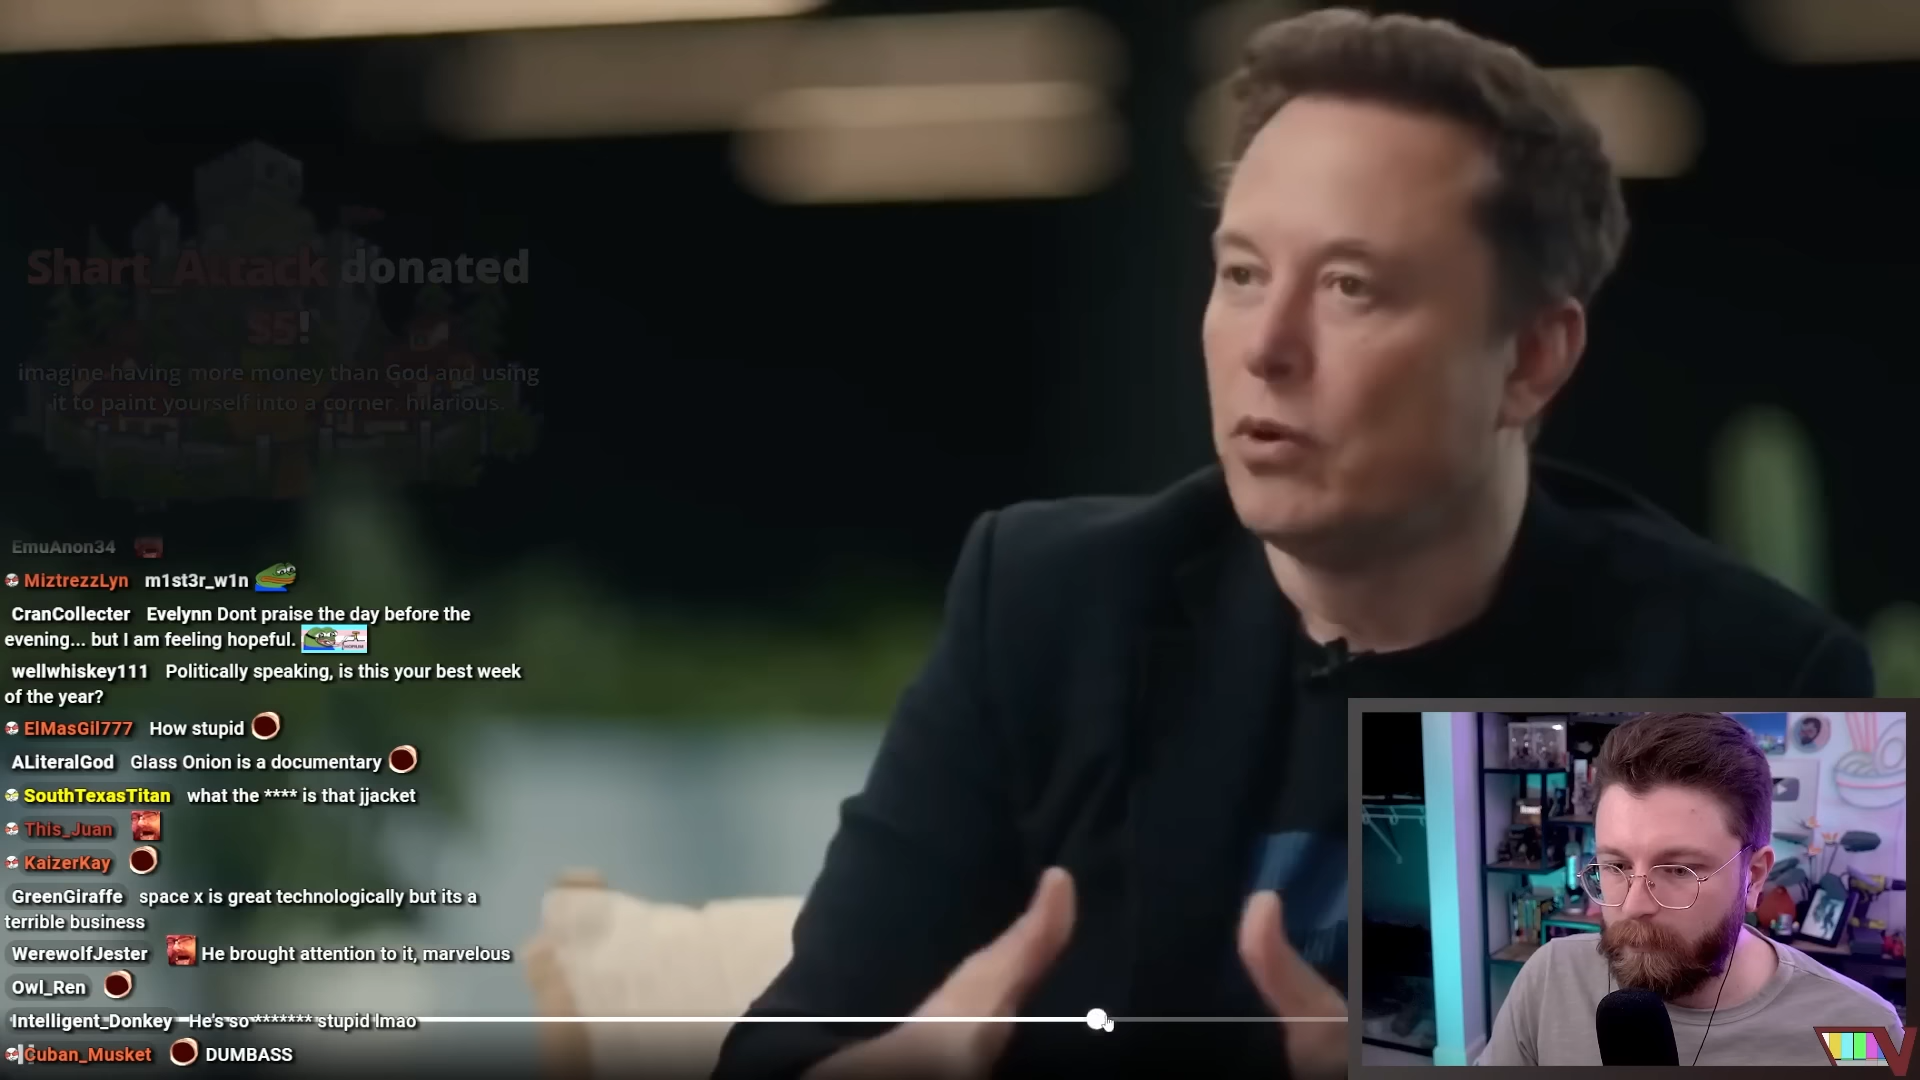 Shart_Attack donated
$5!
imagine having more money than God and using
it to paint yourself into a corner, hilarious.
EmuAnon34
MiztrezzLyn m1st3r_w1n
CranCollecter Evelynn Dont praise the day before the
evening... but I am feeling hopeful.
wellwhiskey111 Politically speaking, is this your best week
of the year?
ElMasGil777 How stupid
ALiteralGod Glass Onion is a documentary
SouthTexasTitan what the **** is that jjacket
This_Juan
KaizerKay
GreenGiraffe space x is great technologically but its a
terrible business
WerewolfJester He brought attention to it, marvelous
Owl_Ren
Intelligent_Donkey He's so ******* stupid lmao
Cuban_Musket DUMBASS